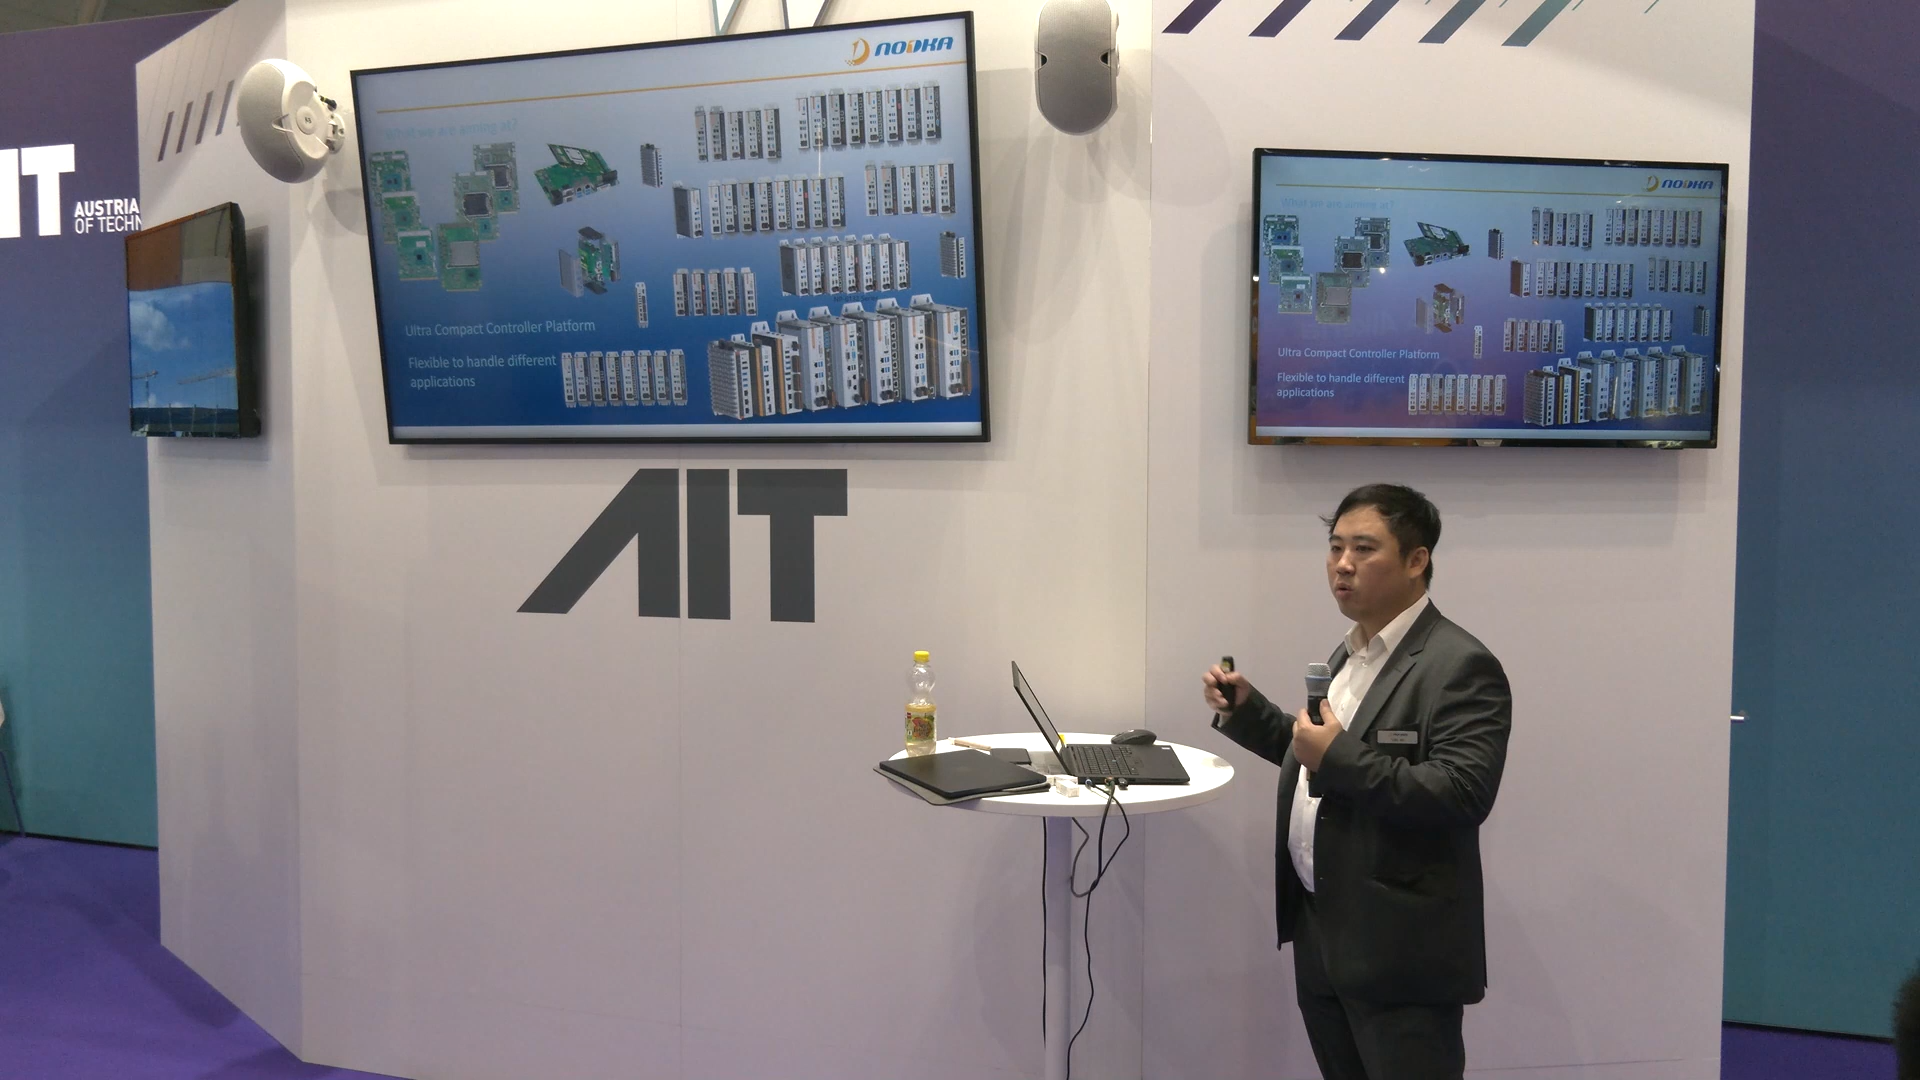 NODKA
What we are aiming at?
Ultra Compact Controller Platform
Flexible to handle different
applications
NODKA
What we are aiming at?
Ultra Compact Controller Platform
Flexible to handle different
applications
IT
AUSTRIA
OF TECHN
AIT